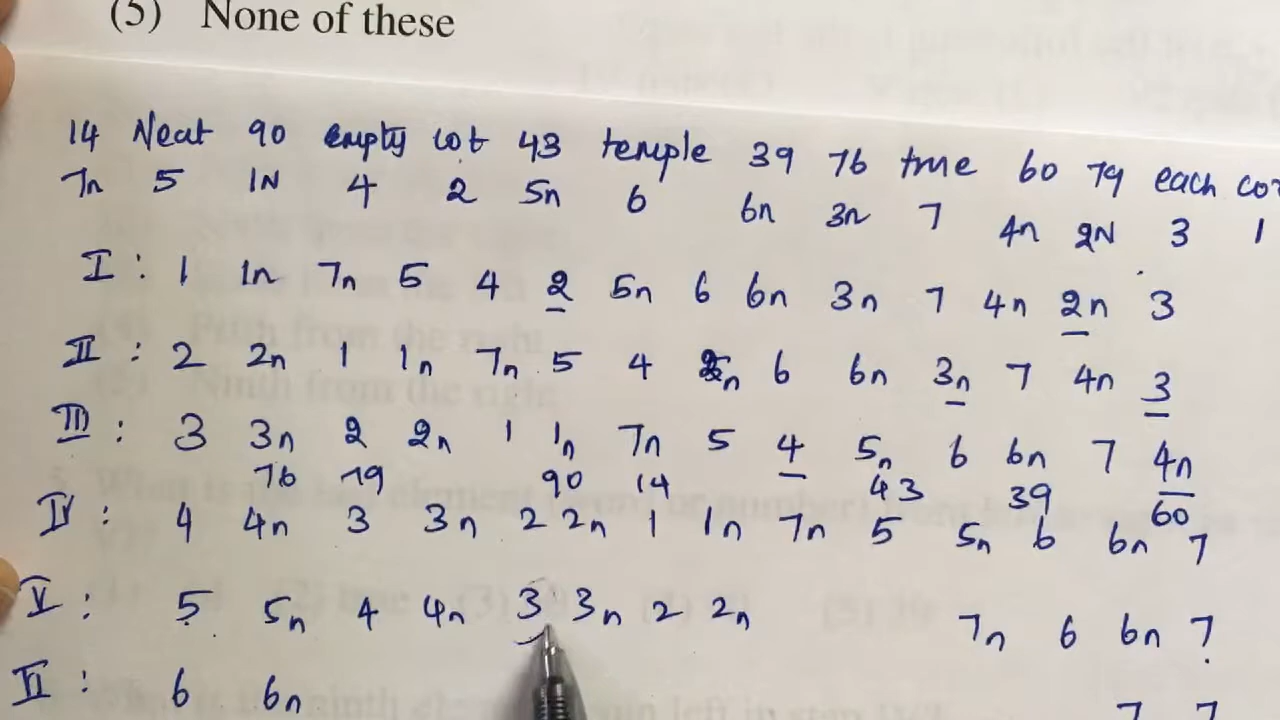 (5) None of these
14 Neat 90 empty cot 43 temple 39 76 true 60 79 each co
7n 5 1N 4 2 5n 6 6n 3n 7 4n 2N 3 1
I : 1 1n 7n 5 4 2 5n 6 6n 3n 7 4n 2n 3
II : 2 2n 1 1n 7n 5 4 5n 6 6n 3n 7 4n 3
III : 3 3n 2 2n 1 1n 7n 5 4 5n 6 6n 7 4n
76 79 90 14 43 39 60
IV : 4 4n 3 3n 2 2n 1 1n 7n 5 5n 6 6n 7
V : 5 5n 4 4n 3 3n 2 2n 7n 6 6n 7
VI : 6 6n 7 7